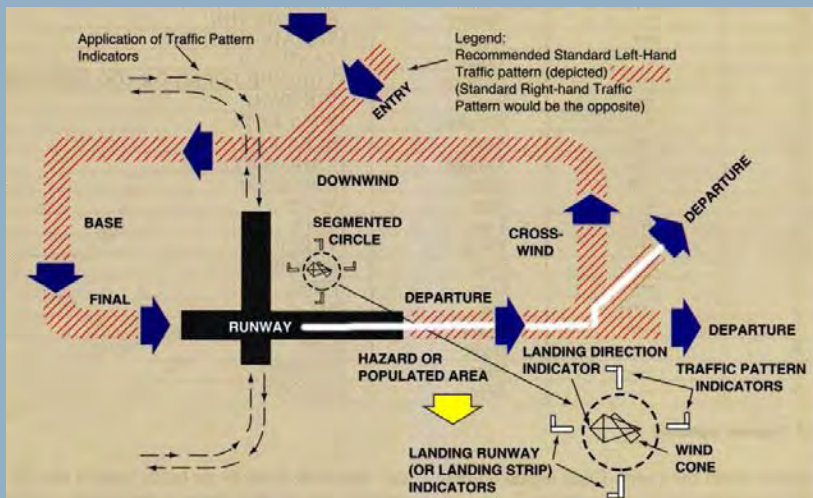 Application of Traffic Pattern
Indicators
Legend:
Recommended Standard Left-Hand
Traffic pattern (depicted)
(Standard Right-hand Traffic
Pattern would be the opposite)
ENTRY
DOWNWIND
BASE
SEGMENTED
CIRCLE
CROSS-
WIND
DEPARTURE
FINAL
DEPARTURE
RUNWAY
DEPARTURE
HAZARD OR
POPULATED AREA
LANDING DIRECTION
INDICATOR
TRAFFIC PATTERN
INDICATORS
LANDING RUNWAY
(OR LANDING STRIP)
INDICATORS
WIND
CONE